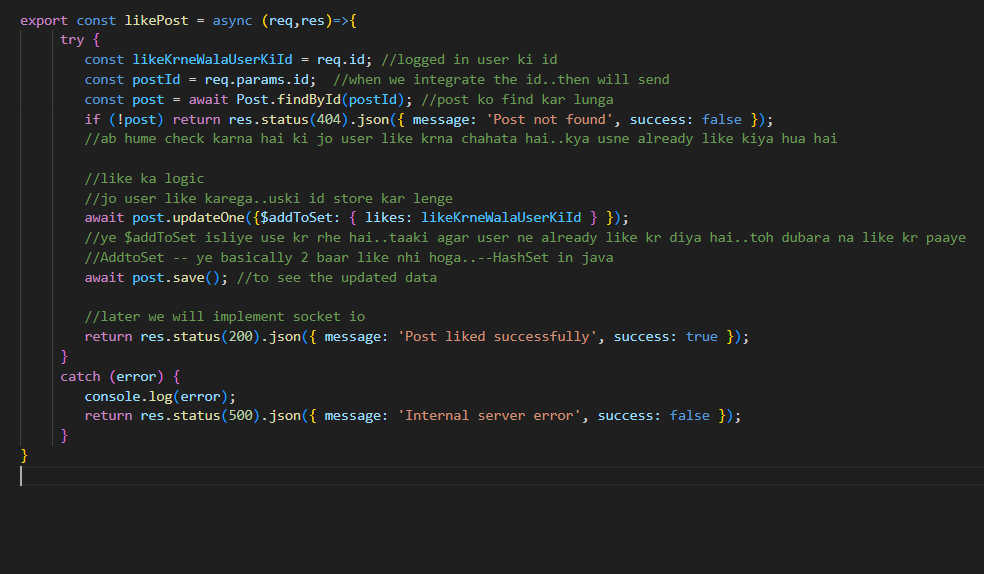 export const likePost = async (req,res)=>{
try {
const likeKrneWalaUserKiId = req.id; //logged in user ki id
const postId = req.params.id;  //when we integrate the id..then will send
const post = await Post.findById(postId); //post ko find kar lunga
if (!post) return res.status(404).json({ message: 'Post not found', success: false });
//ab hume check karna hai ki jo user like krna chahata hai..kya usne already like kiya hua hai
//like ka logic
//jo user like karega..uski id store kar lenge
await post.updateOne({$addToSet: { likes: likeKrneWalaUserKiId } });
//ye $addToSet isliye use kr rhe hai..taaki agar user ne already like kr diya hai..toh dubara na like kr paaye
//AddtoSet -- ye basically 2 baar like nhi hoga..--HashSet in java
await post.save(); //to see the updated data
//later we will implement socket io
return res.status(200).json({ message: 'Post liked successfully', success: true });
}
catch (error) {
console.log(error);
return res.status(500).json({ message: 'Internal server error', success: false });
}
}